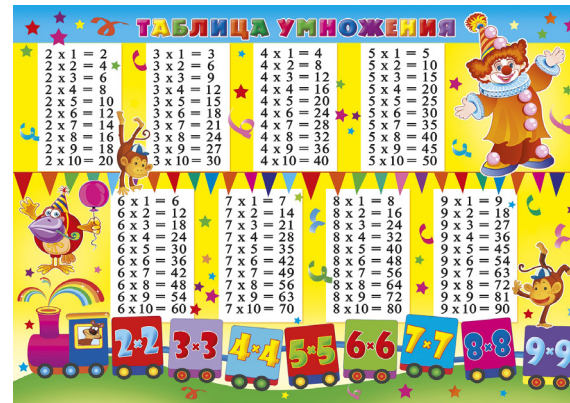 ТАБЛИЦА УМНОЖЕНИЯ
2 x 1 = 2
2 x 2 = 4
2 x 3 = 6
2 x 4 = 8
2 x 5 = 10
2 x 6 = 12
2 x 7 = 14
2 x 8 = 16
2 x 9 = 18
2 x 10 = 20
3 x 1 = 3
3 x 2 = 6
3 x 3 = 9
3 x 4 = 12
3 x 5 = 15
3 x 6 = 18
3 x 7 = 21
3 x 8 = 24
3 x 9 = 27
3 x 10 = 30
4 x 1 = 4
4 x 2 = 8
4 x 3 = 12
4 x 4 = 16
4 x 5 = 20
4 x 6 = 24
4 x 7 = 28
4 x 8 = 32
4 x 9 = 36
4 x 10 = 40
5 x 1 = 5
5 x 2 = 10
5 x 3 = 15
5 x 4 = 20
5 x 5 = 25
5 x 6 = 30
5 x 7 = 35
5 x 8 = 40
5 x 9 = 45
5 x 10 = 50
6 x 1 = 6
6 x 2 = 12
6 x 3 = 18
6 x 4 = 24
6 x 5 = 30
6 x 6 = 36
6 x 7 = 42
6 x 8 = 48
6 x 9 = 54
6 x 10 = 60
7 x 1 = 7
7 x 2 = 14
7 x 3 = 21
7 x 4 = 28
7 x 5 = 35
7 x 6 = 42
7 x 7 = 49
7 x 8 = 56
7 x 9 = 63
7 x 10 = 70
8 x 1 = 8
8 x 2 = 16
8 x 3 = 24
8 x 4 = 32
8 x 5 = 40
8 x 6 = 48
8 x 7 = 56
8 x 8 = 64
8 x 9 = 72
8 x 10 = 80
9 x 1 = 9
9 x 2 = 18
9 x 3 = 27
9 x 4 = 36
9 x 5 = 45
9 x 6 = 54
9 x 7 = 63
9 x 8 = 72
9 x 9 = 81
9 x 10 = 90
2×2 3×3 4×4 5×5 6×6 7×7 8×8 9×9